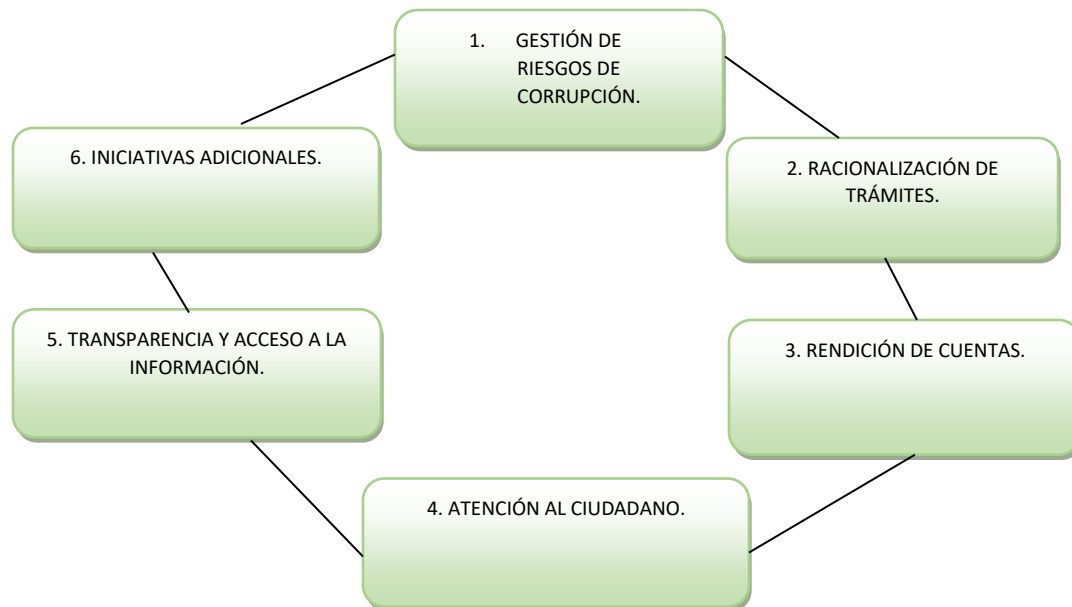 1. GESTIÓN DE
RIESGOS DE
CORRUPCIÓN.
2. RACIONALIZACIÓN DE
TRÁMITES.
3. RENDICIÓN DE CUENTAS.
4. ATENCIÓN AL CIUDADANO.
5. TRANSPARENCIA Y ACCESO A LA
INFORMACIÓN.
6. INICIATIVAS ADICIONALES.